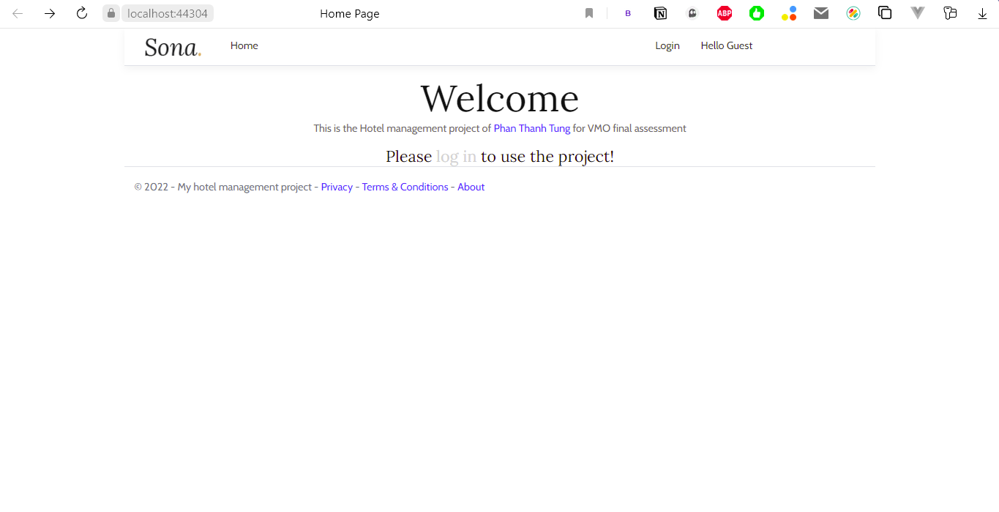 localhost:44304 Home Page B N ABP
Sona. Home Login Hello Guest
Welcome
This is the Hotel management project of Phan Thanh Tung for VMO final assessment
Please log in to use the project!
© 2022 - My hotel management project - Privacy - Terms & Conditions - About